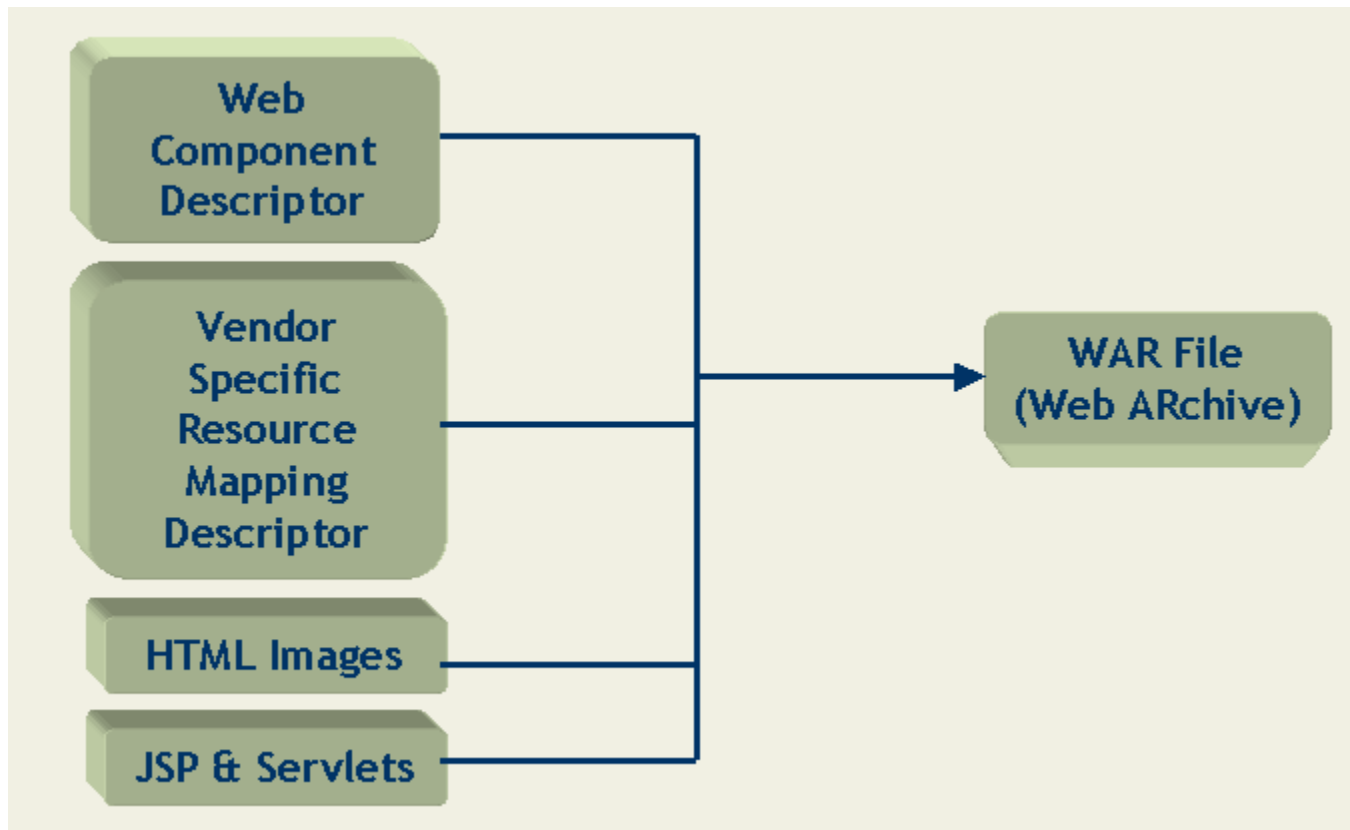 Web
Component
Descriptor
Vendor
Specific
Resource
Mapping
Descriptor
HTML Images
JSP & Servlets
WAR File
(Web ARchive)